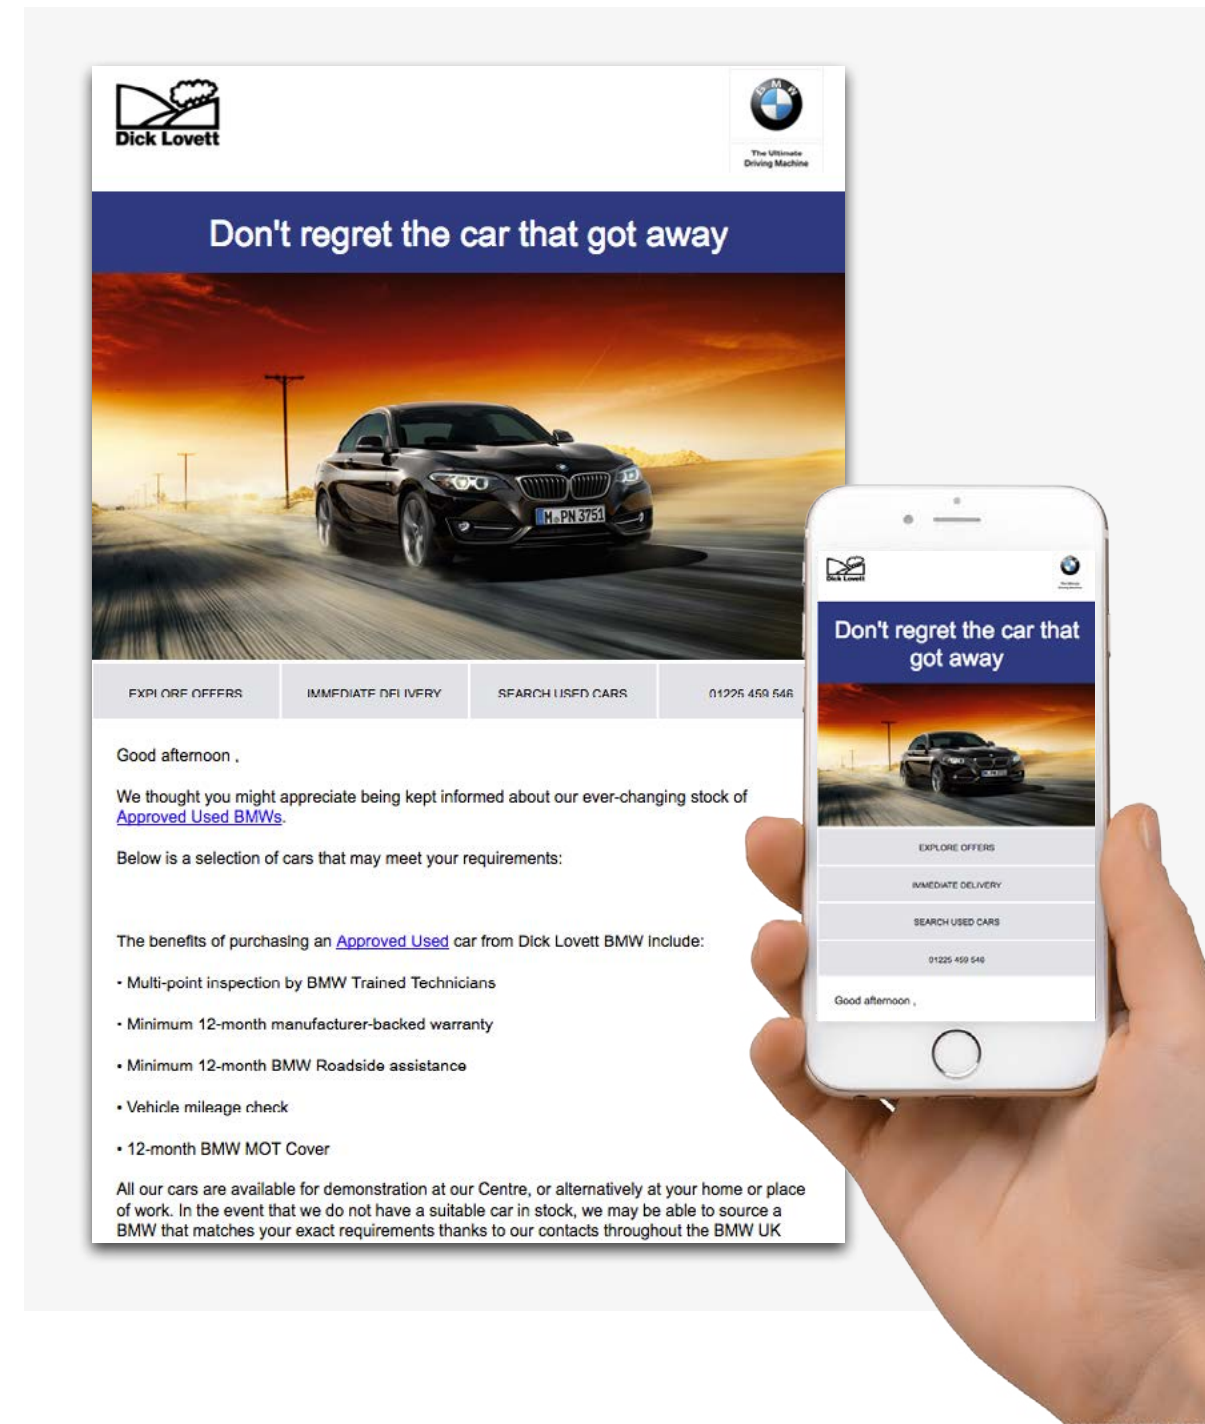 Dick Lovett
BMW
The Ultimate
Driving Machine
Don't regret the car that got away
M PN 3751
EXPLORE OFFERS
IMMEDIATE DELIVERY
SEARCH USED CARS
01225 459 546
Good afternoon ,
We thought you might appreciate being kept informed about our ever-changing stock of
Approved Used BMWs.
Below is a selection of cars that may meet your requirements:
The benefits of purchasing an Approved Used car from Dick Lovett BMW include:
• Multi-point inspection by BMW Trained Technicians
• Minimum 12-month manufacturer-backed warranty
• Minimum 12-month BMW Roadside assistance
• Vehicle mileage check
• 12-month BMW MOT Cover
All our cars are available for demonstration at our Centre, or alternatively at your home or place
of work. In the event that we do not have a suitable car in stock, we may be able to source a
BMW that matches your exact requirements thanks to our contacts throughout the BMW UK
Dick Lovett
The Ultimate
Driving Machine
Don't regret the car that
got away
EXPLORE OFFERS
IMMEDIATE DELIVERY
SEARCH USED CARS
01225 459 546
Good afternoon ,